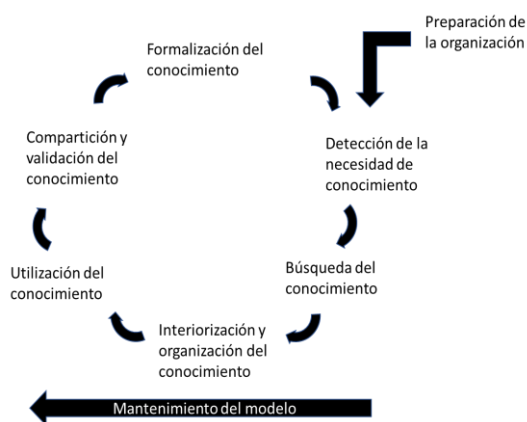 Preparación de
la organización
Formalización del
conocimiento
Detección de la
necesidad de
conocimiento
Compartición y
validación del
conocimiento
Búsqueda del
conocimiento
Utilización del
conocimiento
Interiorización y
organización del
conocimiento
Mantenimiento del modelo